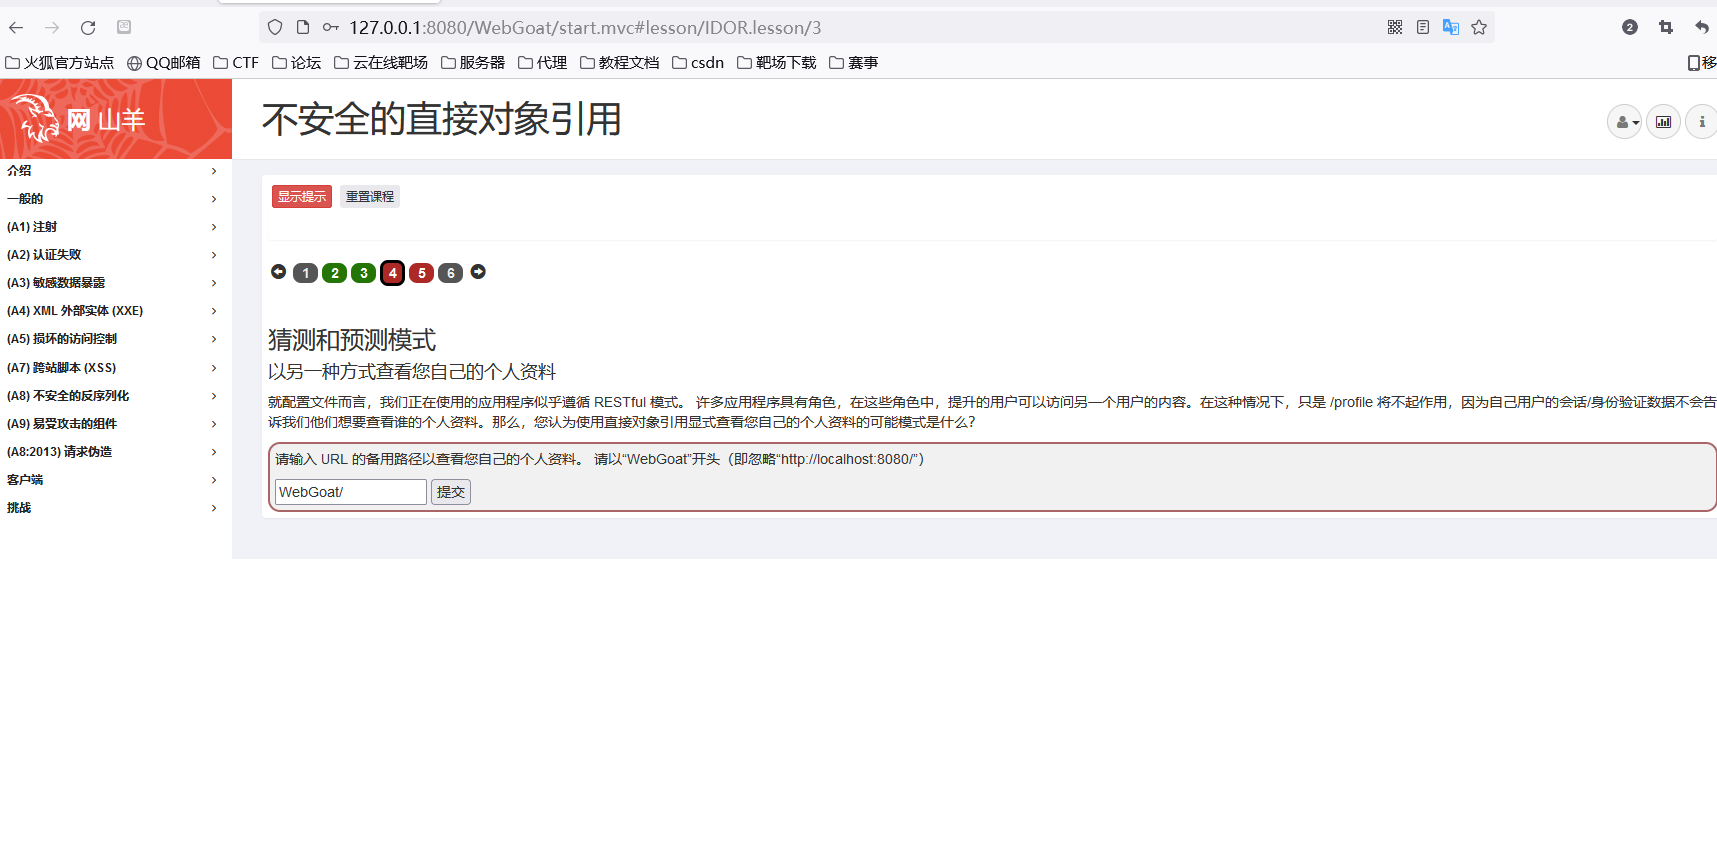 127.0.0.1:8080/WebGoat/start.mvc#lesson/IDOR.lesson/3
2
火狐官方站点 QQ邮箱 CTF 论坛 云在线靶场 服务器 代理 教程文档 csdn 靶场下载 赛事 移
网 山羊
不安全的直接对象引用
介绍
一般的
(A1) 注射
(A2) 认证失败
(A3) 敏感数据暴露
(A4) XML 外部实体 (XXE)
(A5) 损坏的访问控制
(A7) 跨站脚本 (XSS)
(A8) 不安全的反序列化
(A9) 易受攻击的组件
(A8:2013) 请求伪造
客户端
挑战
显示提示 重置课程
1 2 3 4 5 6
猜测和预测模式
以另一种方式查看您自己的个人资料
就配置文件而言，我们正在使用的应用程序似乎遵循 RESTful 模式。 许多应用程序具有角色，在这些角色中，提升的用户可以访问另一个用户的内容。在这种情况下，只是 /profile 将不起作用，因为自己用户的会话/身份验证数据不会告
诉我们他们想要查看谁的个人资料。那么，您认为使用直接对象引用显式查看您自己的个人资料的可能模式是什么？
请输入 URL 的备用路径以查看您自己的个人资料。 请以“WebGoat”开头（即忽略“http://localhost:8080/”）
WebGoat/ 提交